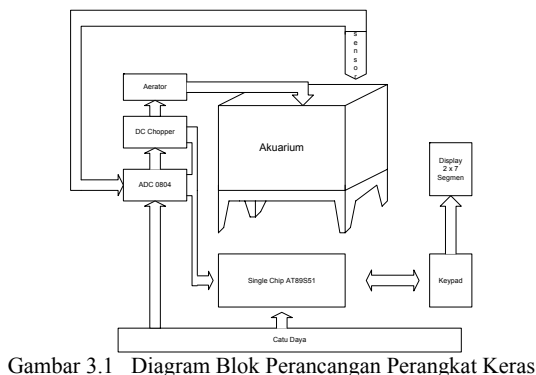 s
e
n
s
o
r
Aerator
DC Chopper
ADC 0804
Akuarium
Display
2 x 7
Segmen
Single Chip AT89S51
Keypad
Catu Daya
Gambar 3.1 Diagram Blok Perancangan Perangkat Keras